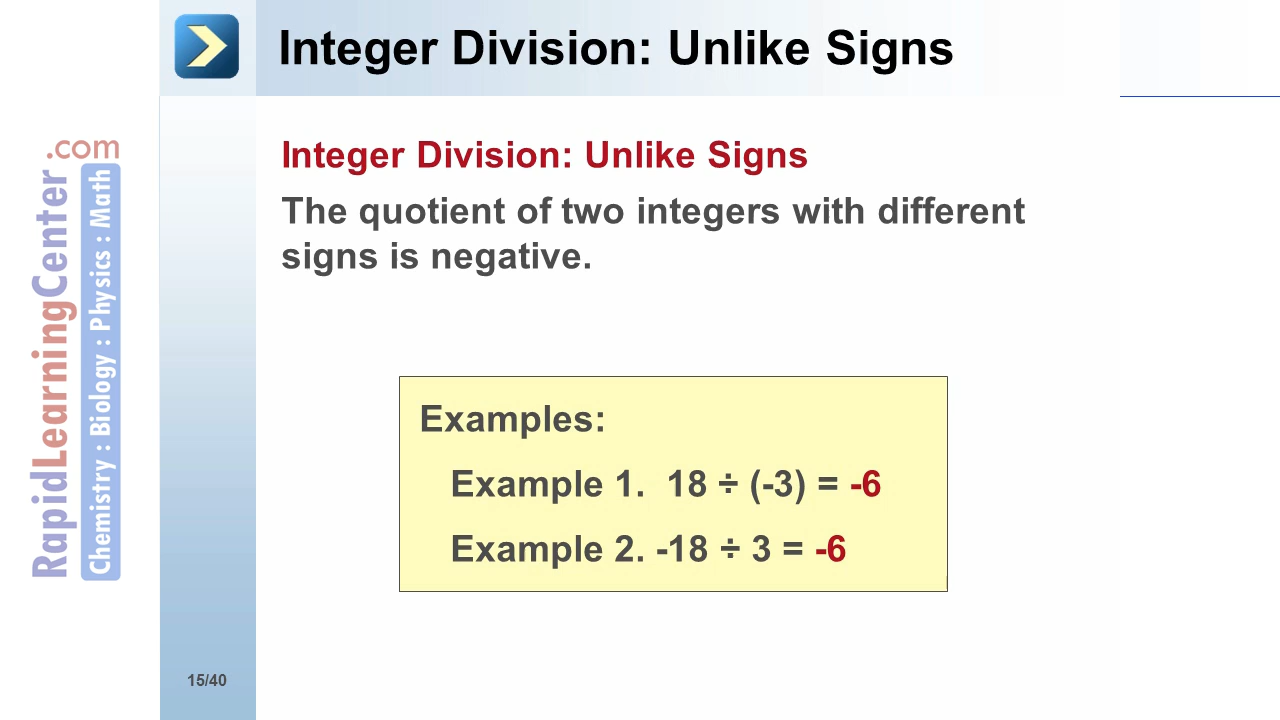 Integer Division: Unlike Signs
RapidLearningCenter.com
Chemistry : Biology : Physics : Math
Integer Division: Unlike Signs
The quotient of two integers with different
signs is negative.
Examples:
Example 1. 18 ÷ (-3) = -6
Example 2. -18 ÷ 3 = -6
15/40